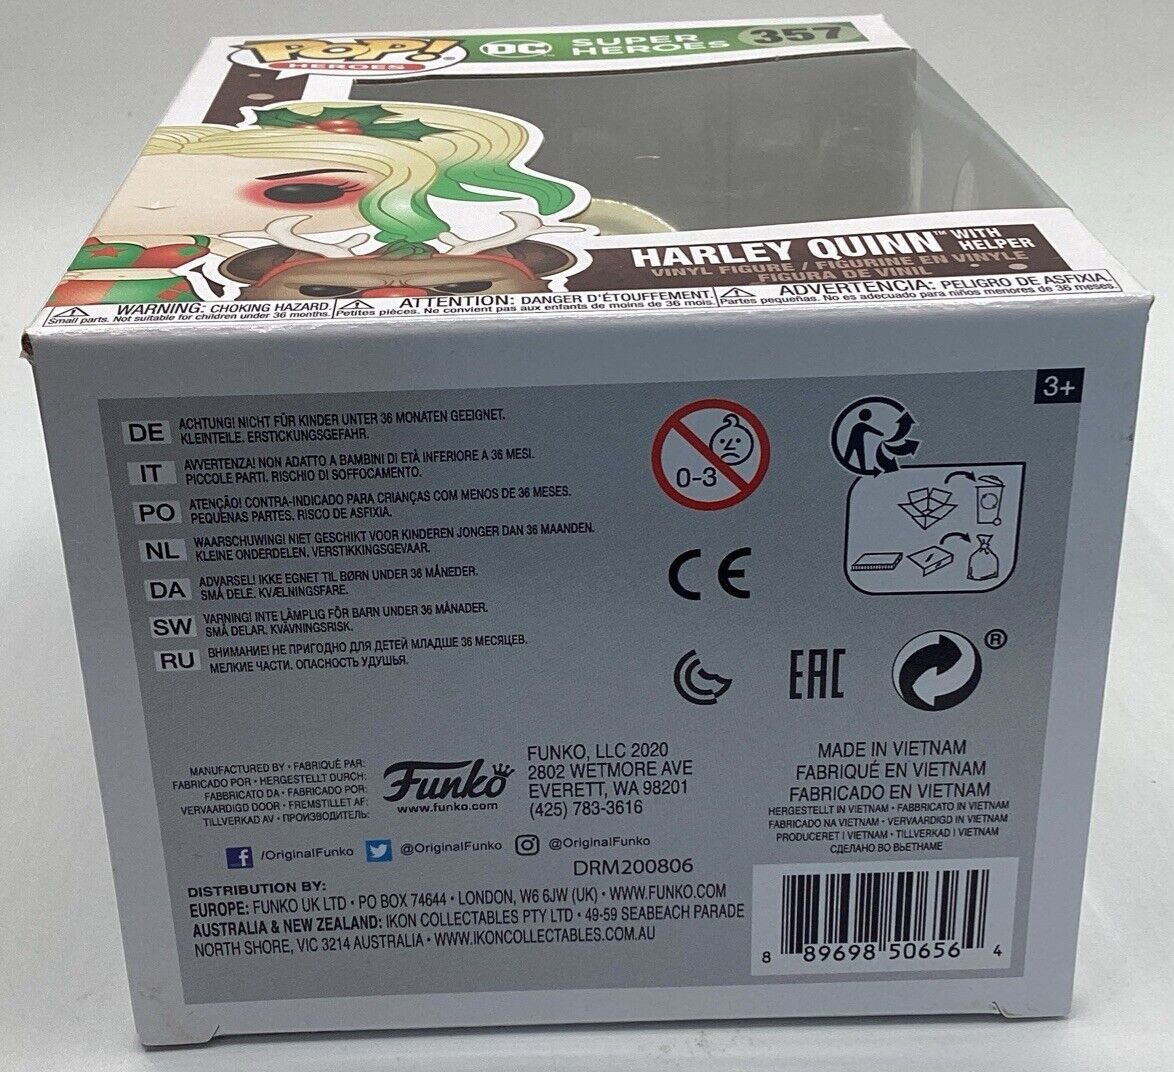 POP!
HEROES
DC SUPER HEROES
357
HARLEY QUINN™ WITH HELPER
VINYL FIGURE / FIGURINE EN VINYLE
FIGURA DE VINIL
WARNING: CHOKING HAZARD.
Small parts. Not suitable for children under 36 months.
ATTENTION: DANGER D'ÉTOUFFEMENT.
Petites pièces. Ne convient pas aux enfants de moins de 36 mois.
ADVERTENCIA: PELIGRO DE ASFIXIA.
Partes pequeñas. No es adecuado para niños menores de 36 meses
3+
DE ACHTUNG! NICHT FÜR KINDER UNTER 36 MONATEN GEEIGNET.
KLEINTEILE. ERSTICKUNGSGEFAHR.
IT AVVERTENZA! NON ADATTO A BAMBINI DI ETÀ INFERIORE A 36 MESI.
PICCOLE PARTI. RISCHIO DI SOFFOCAMENTO.
PO ATENÇÃO! CONTRA-INDICADO PARA CRIANÇAS COM MENOS DE 36 MESES.
PEQUENAS PARTES. RISCO DE ASFIXIA.
NL WAARSCHUWING! NIET GESCHIKT VOOR KINDEREN JONGER DAN 36 MAANDEN.
KLEINE ONDERDELEN. VERSTIKKINGSGEVAAR.
DA ADVARSEL! IKKE EGNET TIL BØRN UNDER 36 MÅNEDER.
SMÅ DELE. KVÆLNINGSFARE.
SW VARNING! INTE LÄMPLIG FÖR BARN UNDER 36 MÅNADER.
SMÅ DELAR. KVÄVNINGSRISK.
RU ВНИМАНИЕ! НЕ ПРИГОДНО ДЛЯ ДЕТЕЙ МЛАДШЕ 36 МЕСЯЦЕВ.
МЕЛКИЕ ЧАСТИ. ОПАСНОСТЬ УДУШЬЯ.
0-3
CE
EAC
®
MANUFACTURED BY • FABRIQUÉ PAR:
FABRICADO POR • HERGESTELLT DURCH:
FABBRICATO DA • FABRICADO POR:
VERVAARDIGD DOOR • FREMSTILLET AF:
TILLVERKAD AV • ПРОИЗВОДИТЕЛЬ:
Funko
www.funko.com
FUNKO, LLC 2020
2802 WETMORE AVE
EVERETT, WA 98201
(425) 783-3616
MADE IN VIETNAM
FABRIQUÉ EN VIETNAM
FABRICADO EN VIETNAM
HERGESTELLT IN VIETNAM • FABBRICATO IN VIETNAM
FABRICADO NA VIETNAM • VERVAARDIGD IN VIETNAM
PRODUCERET I VIETNAM • TILLVERKAD I VIETNAM
СДЕЛАНО ВО ВЬЕТНАМЕ
/OriginalFunko @OriginalFunko @OriginalFunko
DRM200806
DISTRIBUTION BY:
EUROPE: FUNKO UK LTD • PO BOX 74644 • LONDON, W6 6JW (UK) • WWW.FUNKO.COM
AUSTRALIA & NEW ZEALAND: IKON COLLECTABLES PTY LTD • 49-59 SEABEACH PARADE
NORTH SHORE, VIC 3214 AUSTRALIA • WWW.IKONCOLLECTABLES.COM.AU
8 89698 50656 4